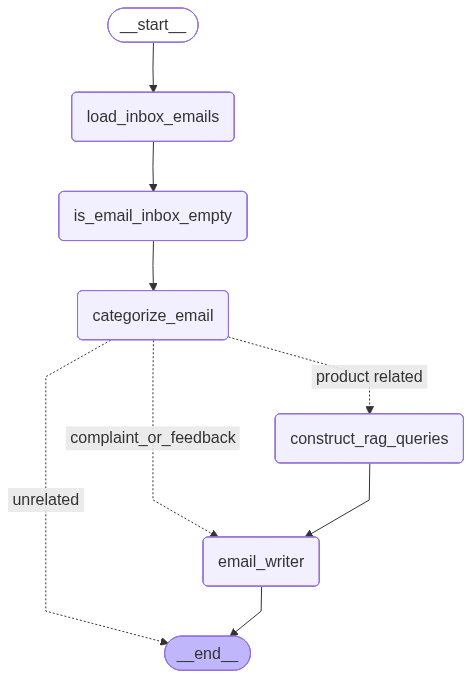 __start__
load_inbox_emails
is_email_inbox_empty
categorize_email
product related
complaint_or_feedback
construct_rag_queries
unrelated
email_writer
__end__